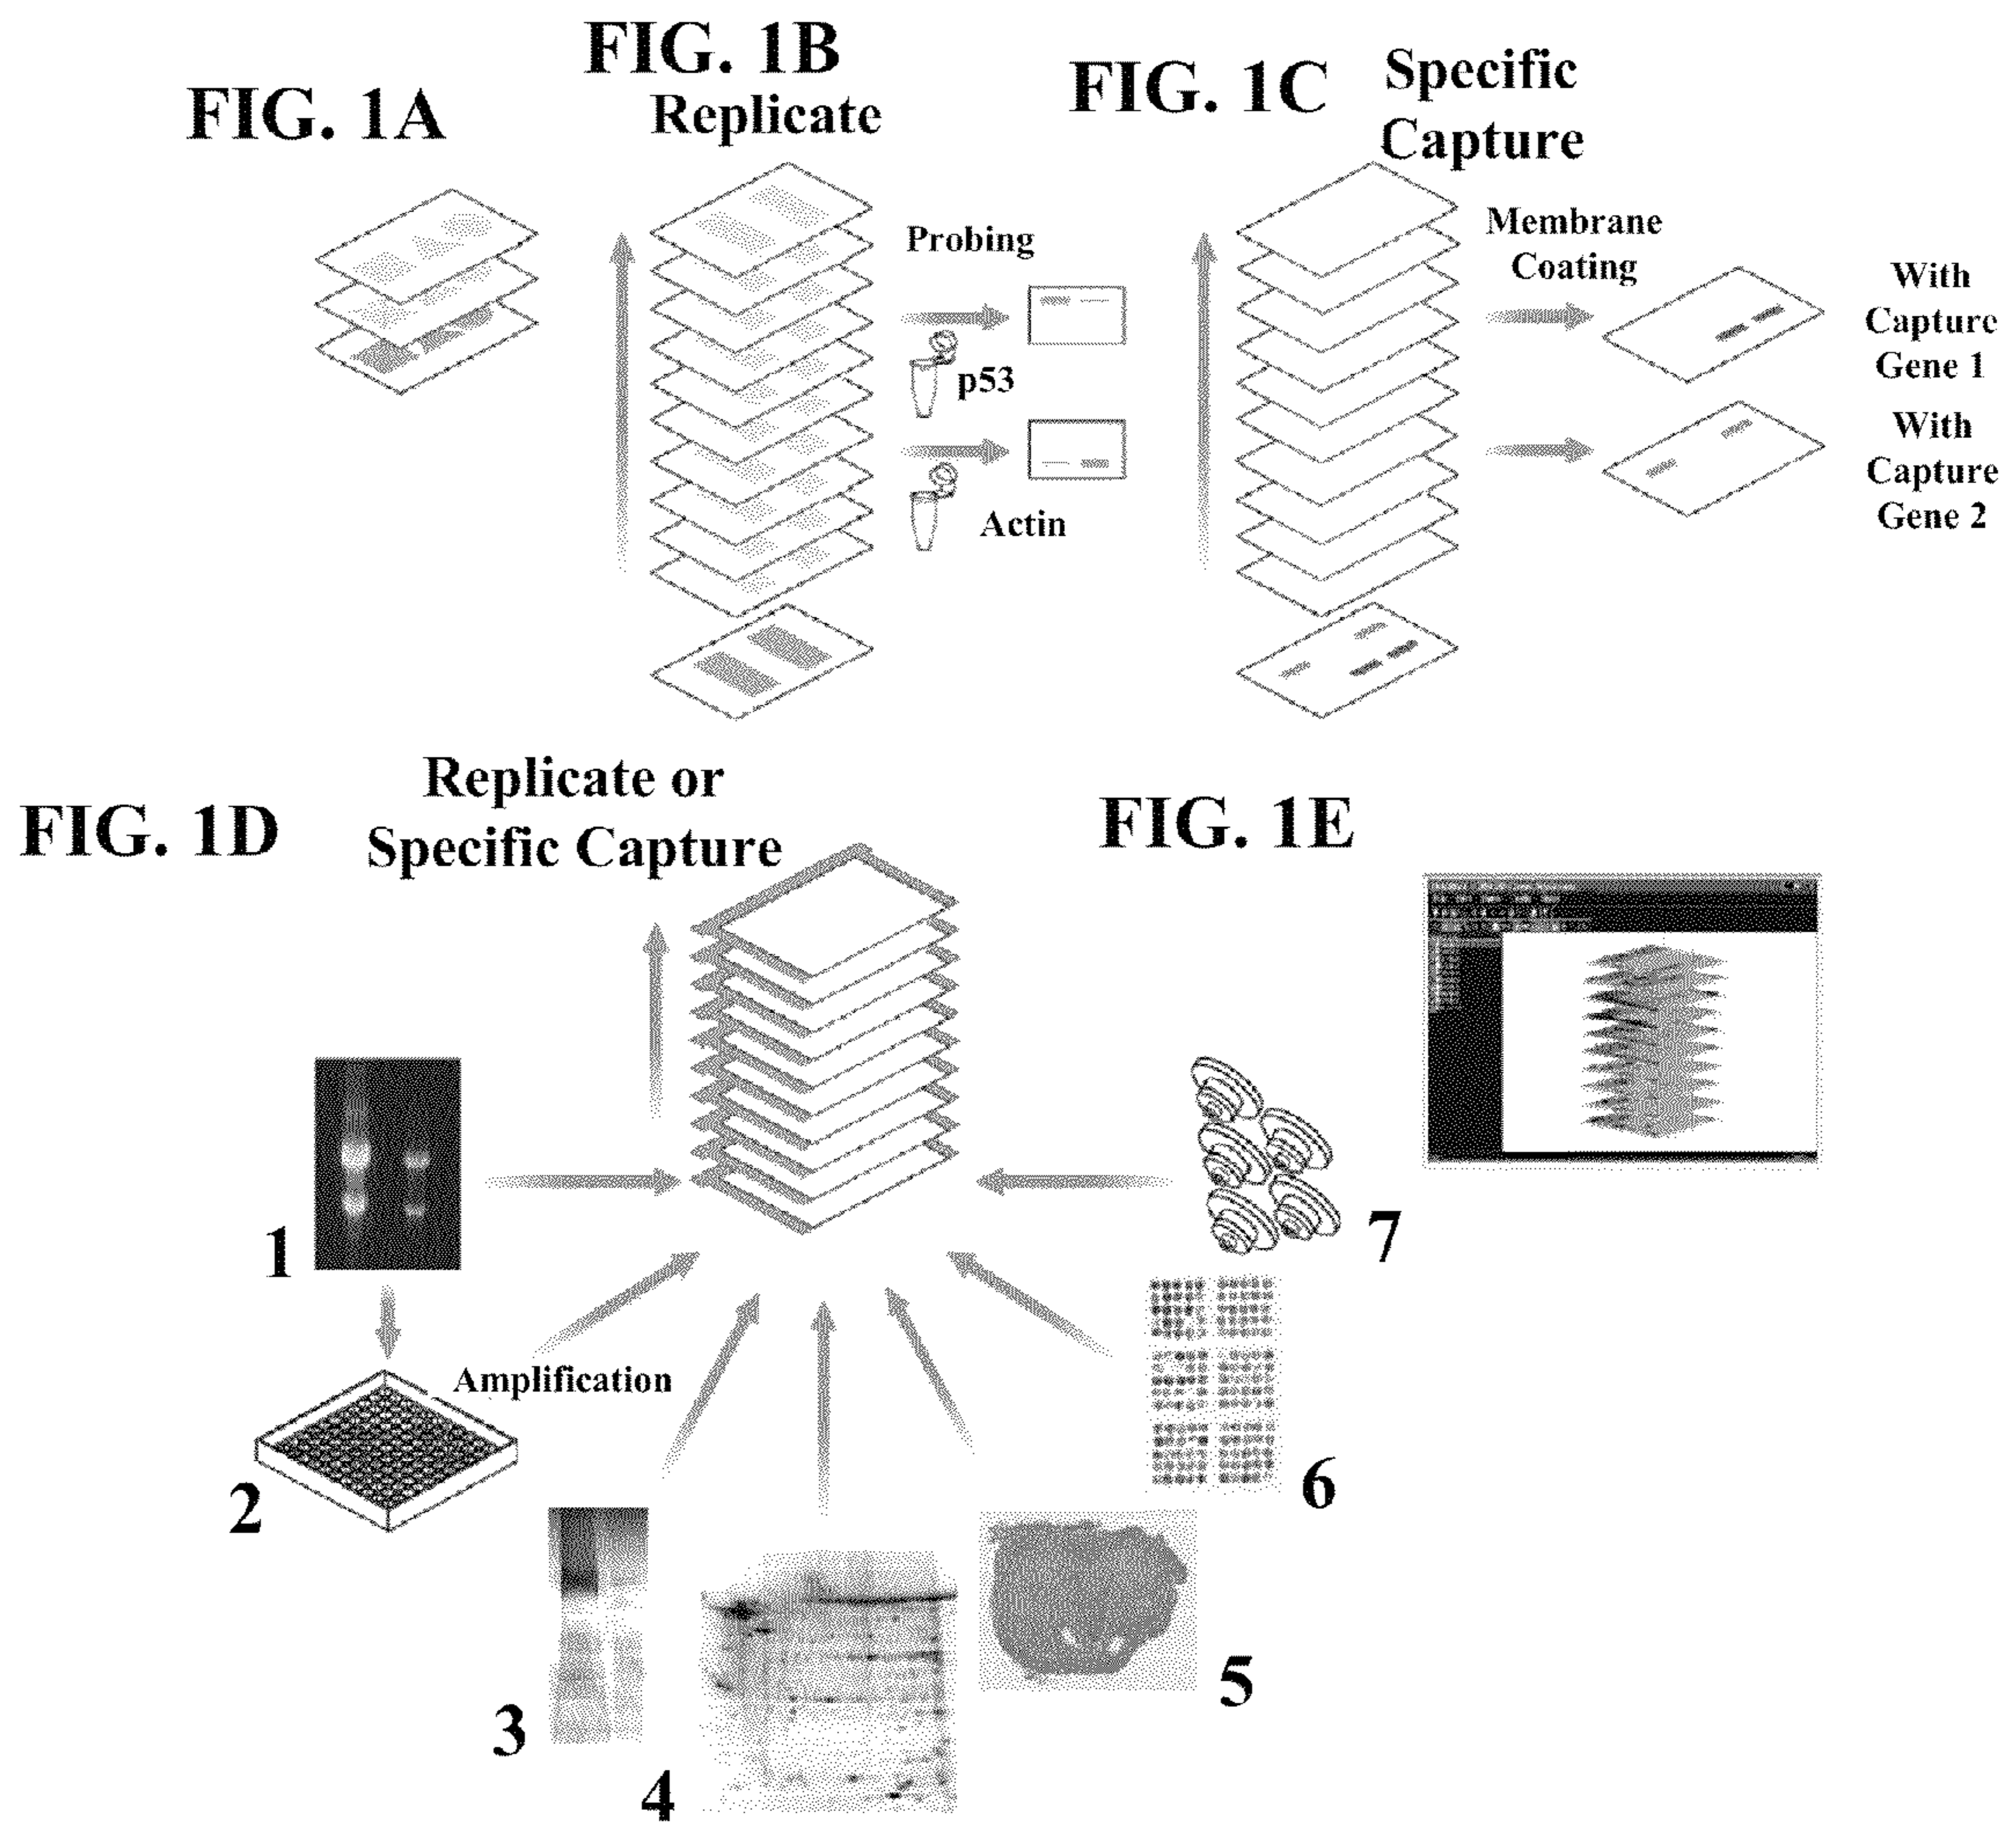 FIG. 1A
FIG. 1B
Replicate
Probing
p53
Actin
FIG. 1C
Specific
Capture
Membrane
Coating
With
Capture
Gene 1
With
Capture
Gene 2
FIG. 1D
Replicate or
Specific Capture
1
2
Amplification
3
4
5
6
7
FIG. 1E